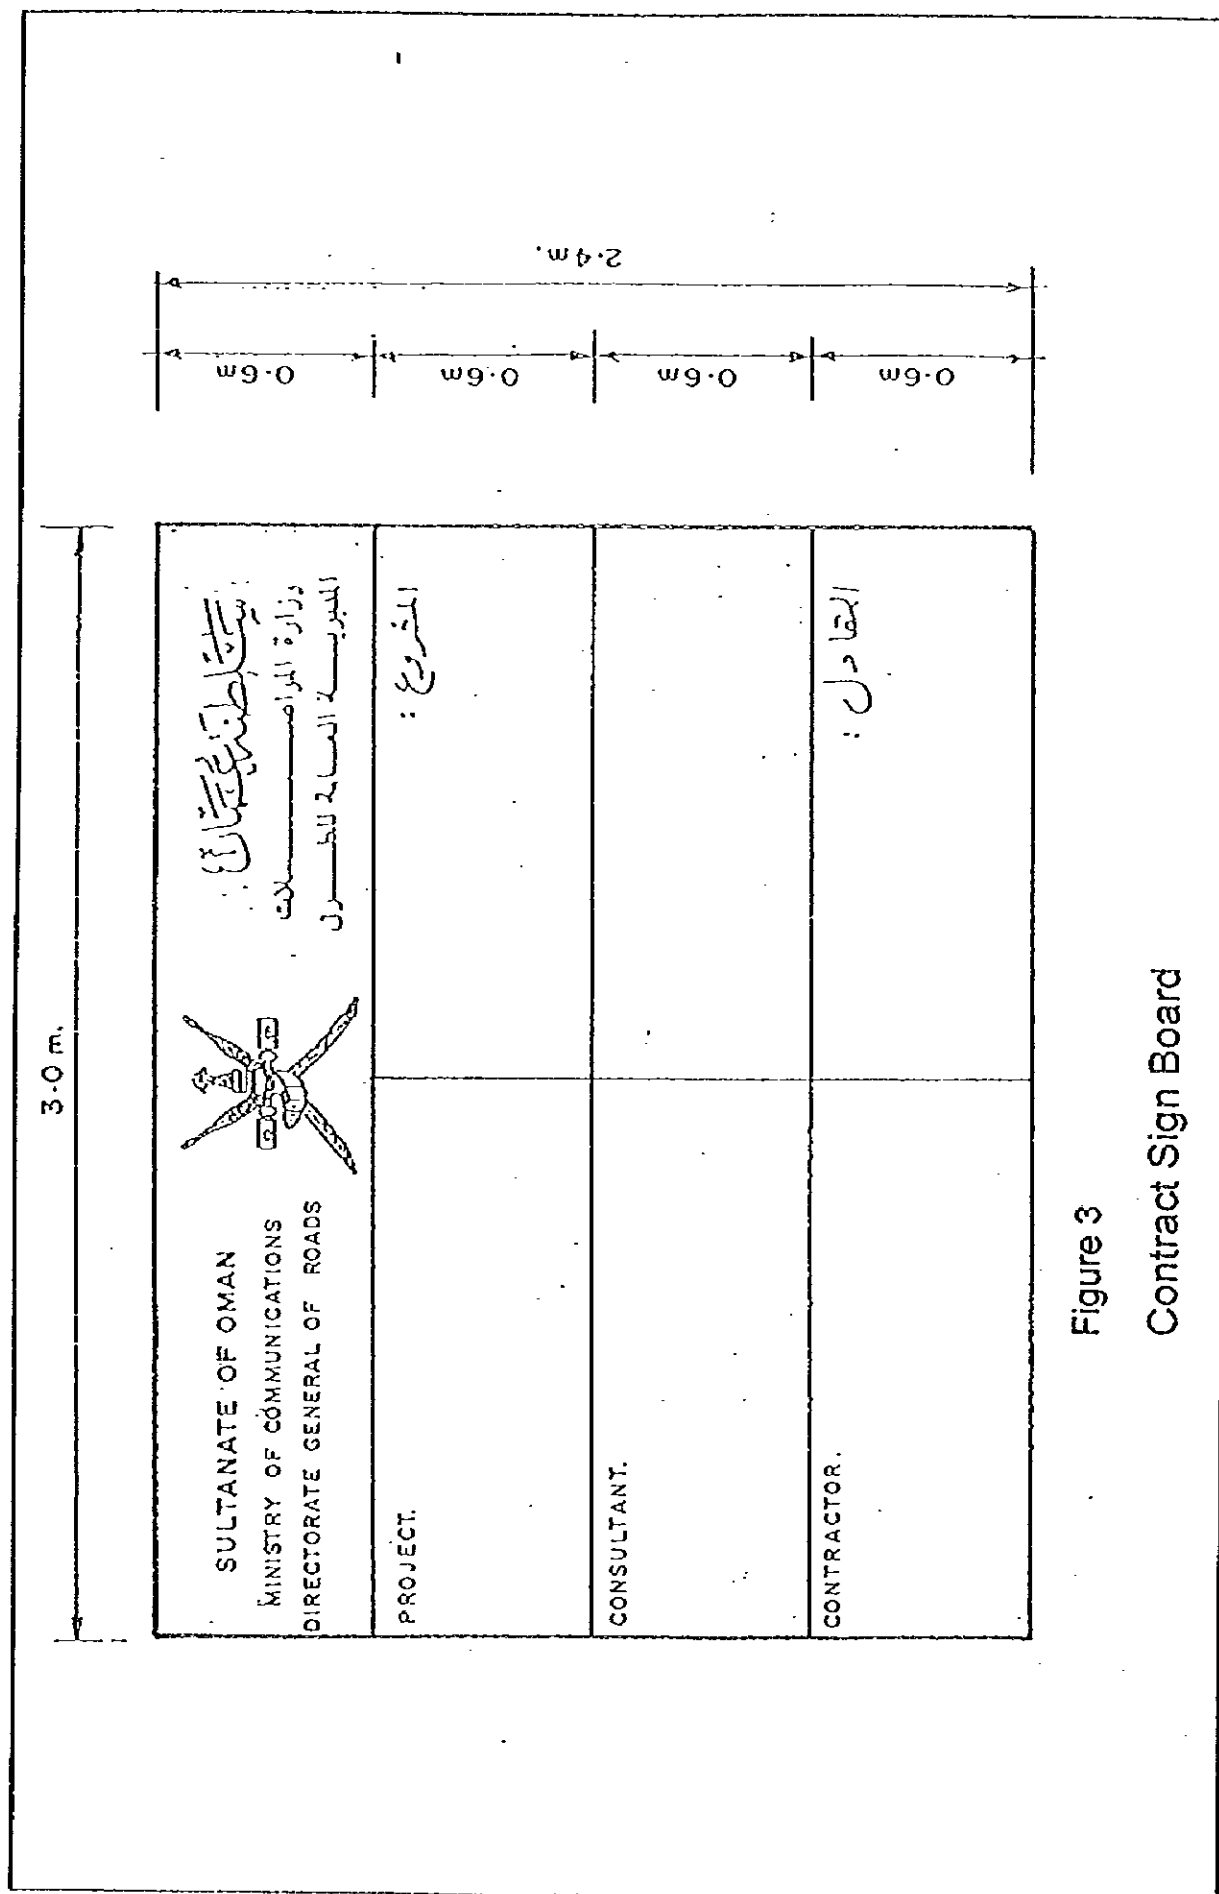 3·0 m.
SULTANATE OF OMAN
MINISTRY OF COMMUNICATIONS
DIRECTORATE GENERAL OF ROADS
سلطنة عمان
وزارة المواصلات
المديرية العامة للطرق
PROJECT.
المشروع :
CONSULTANT.
CONTRACTOR.
المقاول :
0·6m
0·6m
0·6m
0·6m
2·4m.
Figure 3
Contract Sign Board